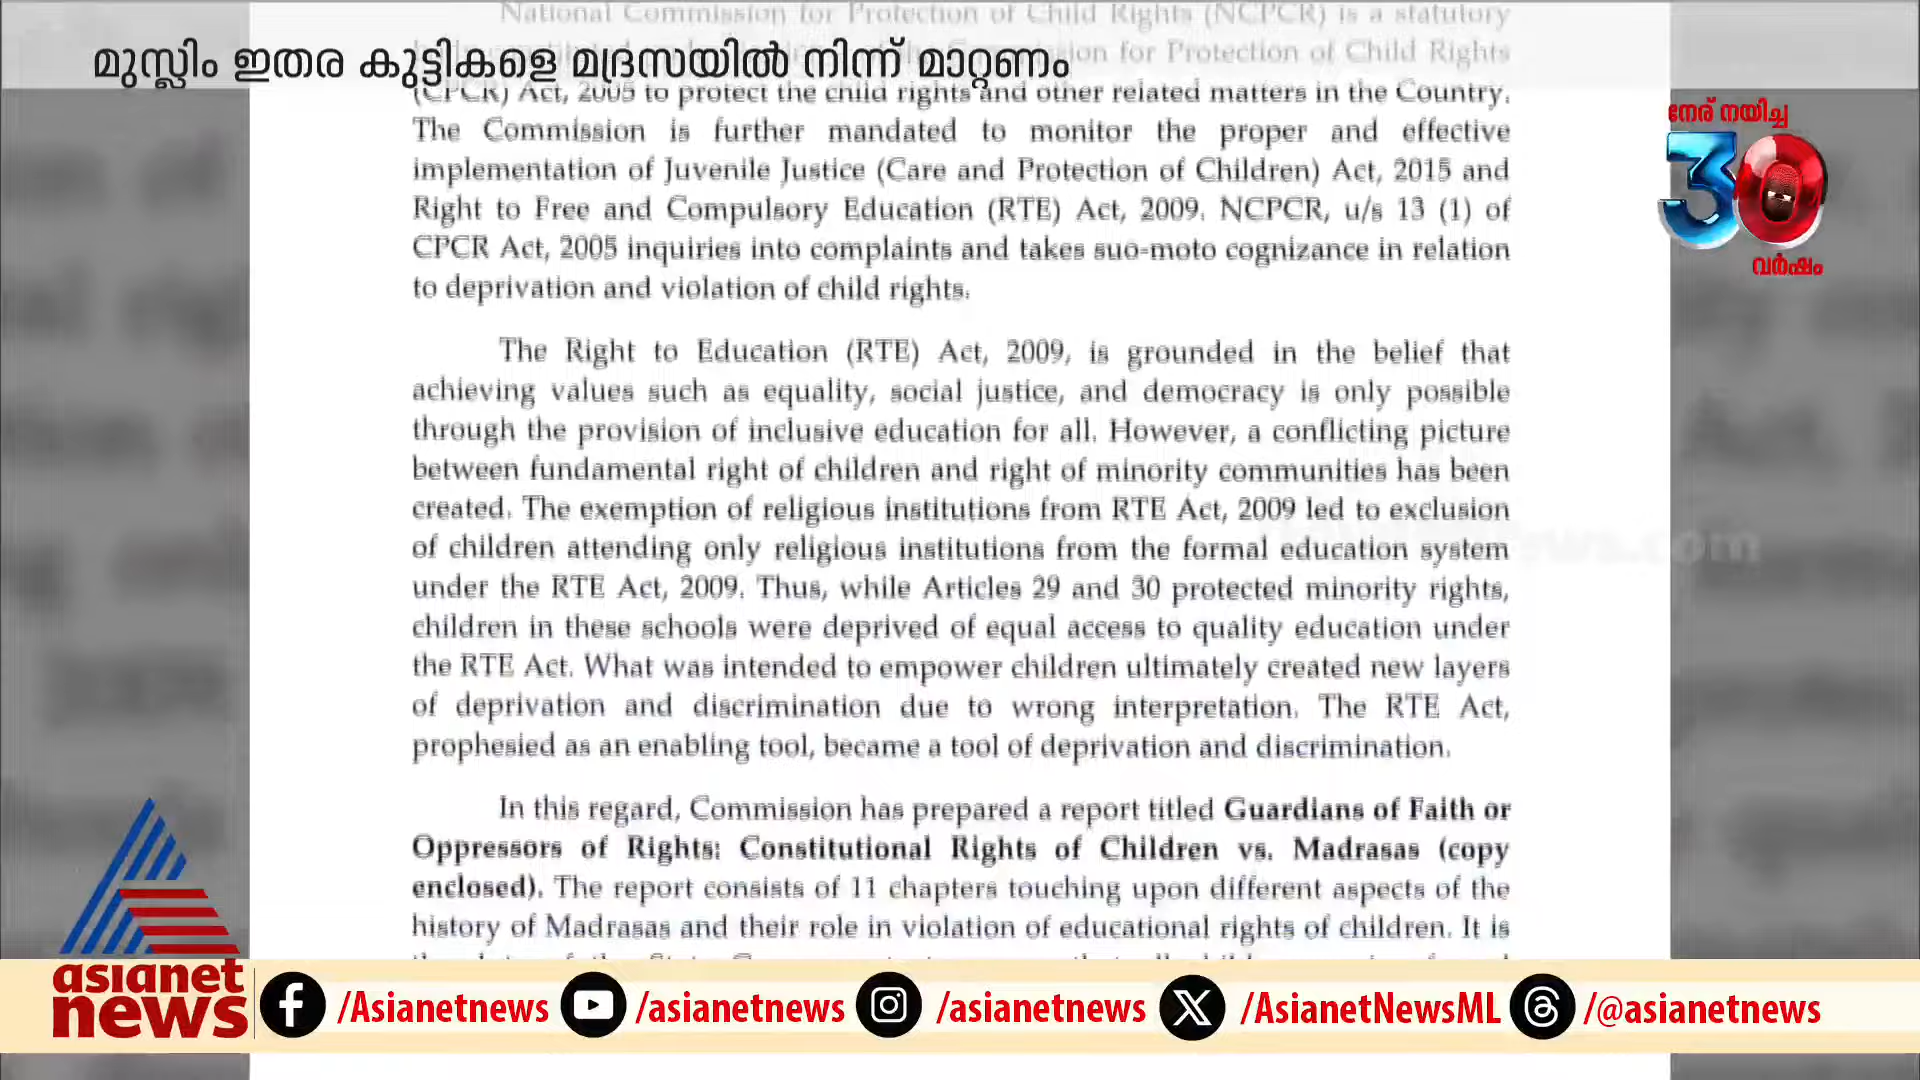 National Commission for Protection of Child Rights (NCPCR) is a statutory
മുസ്ലിം ഇതര കുട്ടികളെ മദ്രസയിൽ നിന്ന് മാറ്റണം
for Protection of Child Rights
(CPCR) Act, 2005 to protect the child rights and other related matters in the Country.
The Commission is further mandated to monitor the proper and effective
implementation of Juvenile Justice (Care and Protection of Children) Act, 2015 and
Right to Free and Compulsory Education (RTE) Act, 2009. NCPCR, u/s 13 (1) of
CPCR Act, 2005 inquiries into complaints and takes suo-moto cognizance in relation
to deprivation and violation of child rights.
The Right to Education (RTE) Act, 2009, is grounded in the belief that
achieving values such as equality, social justice, and democracy is only possible
through the provision of inclusive education for all. However, a conflicting picture
between fundamental right of children and right of minority communities has been
created. The exemption of religious institutions from RTE Act, 2009 led to exclusion
of children attending only religious institutions from the formal education system
under the RTE Act, 2009. Thus, while Articles 29 and 30 protected minority rights,
children in these schools were deprived of equal access to quality education under
the RTE Act. What was intended to empower children ultimately created new layers
of deprivation and discrimination due to wrong interpretation. The RTE Act,
prophesied as an enabling tool, became a tool of deprivation and discrimination.
In this regard, Commission has prepared a report titled Guardians of Faith or
Oppressors of Rights: Constitutional Rights of Children vs. Madrasas (copy
enclosed). The report consists of 11 chapters touching upon different aspects of the
history of Madrasas and their role in violation of educational rights of children. It is
നേര് നയിച്ച
30
വർഷം
asianet
news
/Asianetnews
/asianetnews
/asianetnews
/AsianetNewsML
/@asianetnews